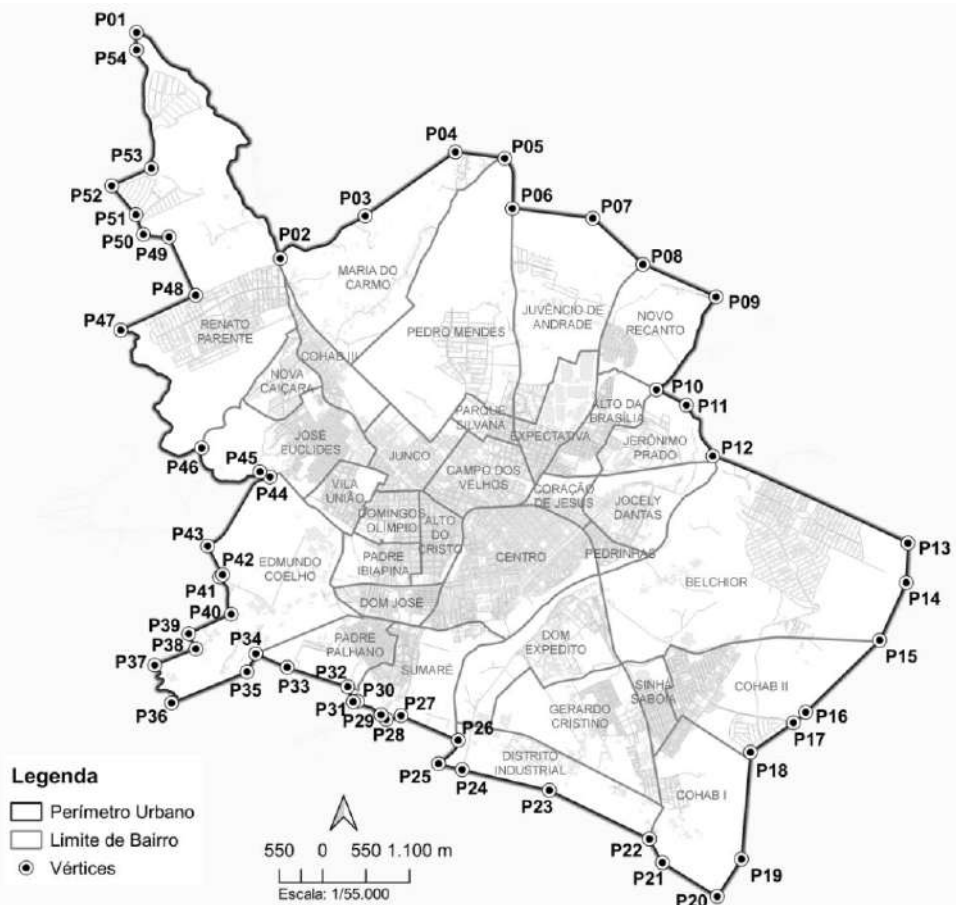 P01
P54
P04
P05
P53
P52
P06
P03
P07
P51
P50
P49
P02
P08
MARIA DO
CARMO
P09
P48
P47
RENATO
PARENTE
PEDRO MENDES
JUVÊNCIO DE
ANDRADE
NOVO
RECANTO
COHAB III
NOVA
CAIÇARA
P10
P11
PARQUE
SILVANA
ALTO DA
BRASÍLIA
EXPECTATIVA
JOSÉ
EUCLIDES
JERÔNIMO
PRADO
P12
P46
JUNCO
P45
P44
CAMPO DOS
VELHOS
VILA
UNIÃO
CORAÇÃO
DE JESUS
JOCELY
DANTAS
DOMINGOS
OLÍMPIO
ALTO
DO
CRISTO
P43
P13
CENTRO
PEDRINHAS
PADRE
IBIAPINA
EDMUNDO
COELHO
P42
P41
BELCHIOR
P14
DOM JOSÉ
P40
P39
P38
P34
PADRE
PALHANO
DOM
EXPEDITO
P15
P37
P33
P32
SUMARÉ
P35
P30
SINHÁ
SABÓIA
COHAB II
P36
P31
P29
P27
P28
GERARDO
CRISTINO
P16
P17
P26
P18
DISTRITO
INDUSTRIAL
P25
P24
COHAB I
P23
P22
P21
P19
P20
Legenda
Perímetro Urbano
Limite de Bairro
Vértices
550 0 550 1.100 m
Escala: 1/55.000